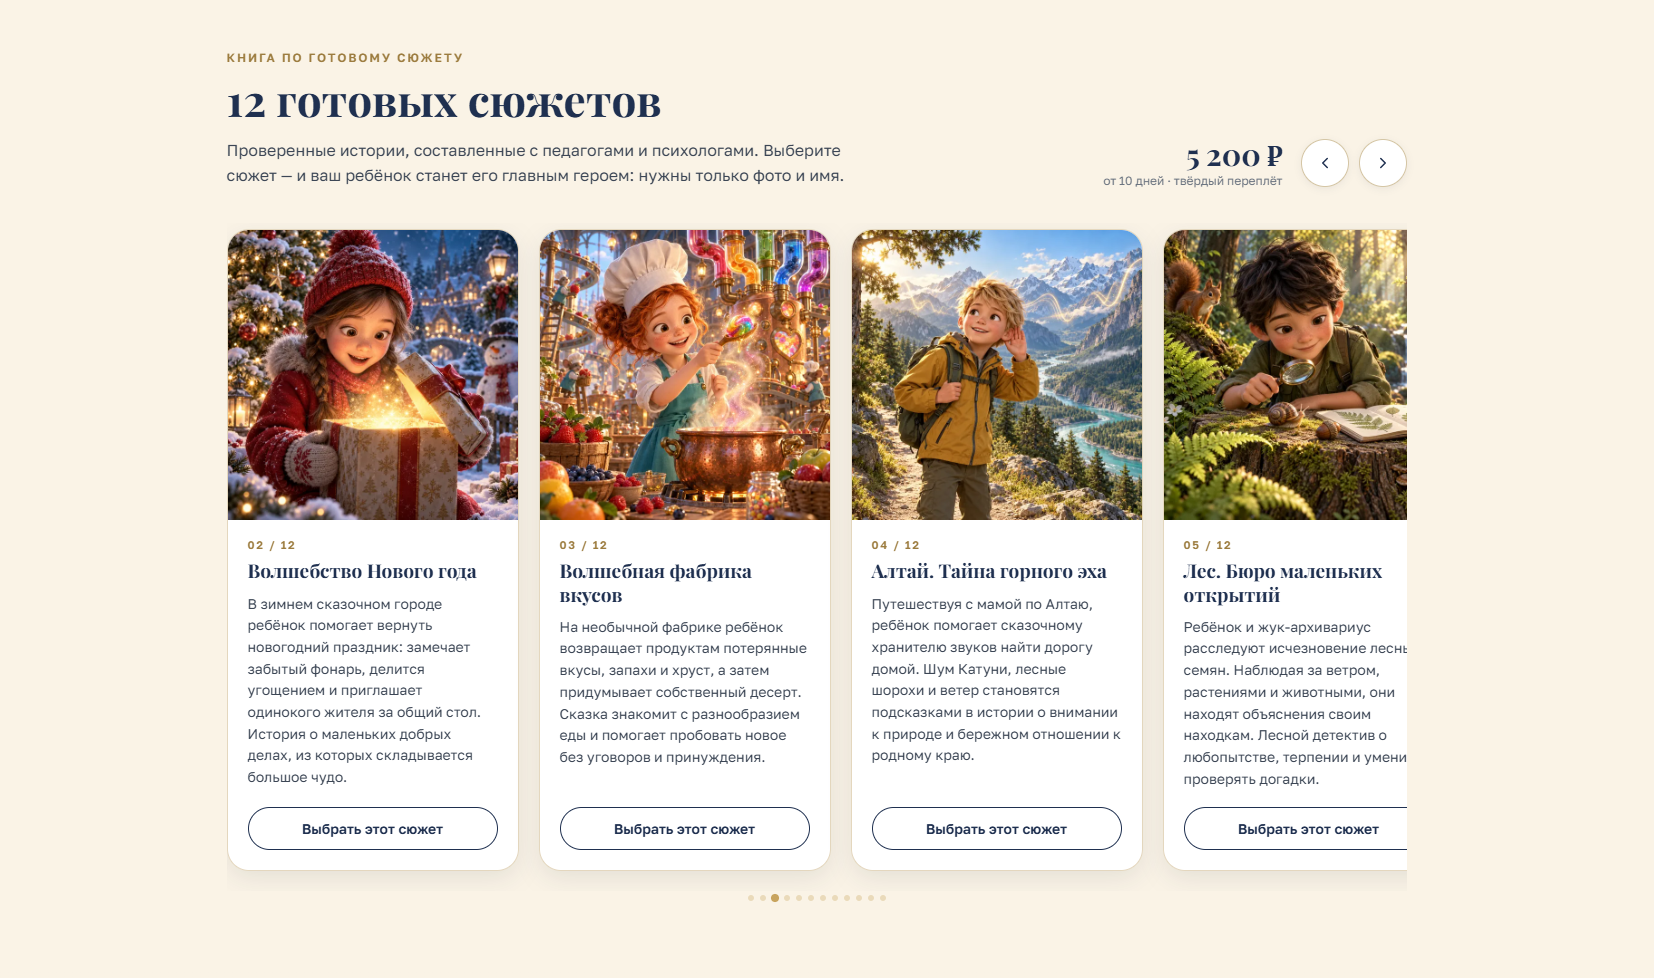 КНИГА ПО ГОТОВОМУ СЮЖЕТУ
12 готовых сюжетов
Проверенные истории, составленные с педагогами и психологами. Выберите
сюжет — и ваш ребёнок станет его главным героем: нужны только фото и имя.
5 200 ₽
от 10 дней · твёрдый переплёт
02 / 12
Волшебство Нового года
В зимнем сказочном городе
ребёнок помогает вернуть
новогодний праздник: замечает
забытый фонарь, делится
угощением и приглашает
одинокого жителя за общий стол.
История о маленьких добрых
делах, из которых складывается
большое чудо.
Выбрать этот сюжет
03 / 12
Волшебная фабрика
вкусов
На необычной фабрике ребёнок
возвращает продуктам потерянные
вкусы, запахи и хруст, а затем
придумывает собственный десерт.
Сказка знакомит с разнообразием
еды и помогает пробовать новое
без уговоров и принуждения.
Выбрать этот сюжет
04 / 12
Алтай. Тайна горного эха
Путешествуя с мамой по Алтаю,
ребёнок помогает сказочному
хранителю звуков найти дорогу
домой. Шум Катуни, лесные
шорохи и ветер становятся
подсказками в истории о внимании
к природе и бережном отношении к
родному краю.
Выбрать этот сюжет
05 / 12
Лес. Бюро маленьких
открытий
Ребёнок и жук-архивариус
расследуют исчезновение
семян. Наблюдая за ветром,
растениями и животными, они
находят объяснения своим
находкам. Лесной детектив о
любопытстве, терпении и
проверять догадки.
Выбрать этот сюжет